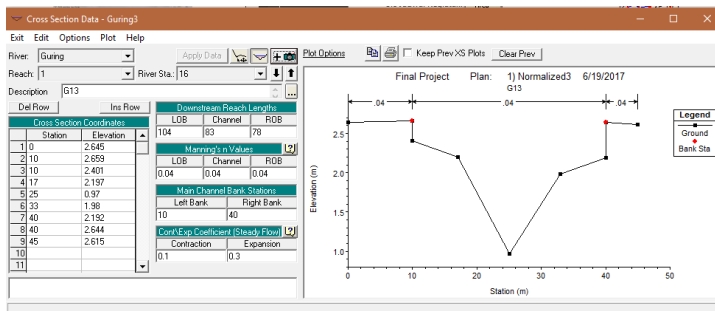 Cross Section Data - Guring3
Exit Edit Options Plot Help
River: Guring Apply Data
Reach: 1 River Sta.: 16
Description G13 ...
Del Row Ins Row
Cross Section Coordinates
Station Elevation
1 0 2.645
2 10 2.659
3 10 2.401
4 17 2.197
5 25 0.97
6 33 1.98
7 40 2.192
8 40 2.644
9 45 2.615
10
11
Downstream Reach Lengths
LOB Channel ROB
104 83 78
Manning's n Values ?
LOB Channel ROB
0.04 0.04 0.04
Main Channel Bank Stations
Left Bank Right Bank
10 40
Cont\Exp Coefficient (Steady Flow) ?
Contraction Expansion
0.1 0.3
Plot Options Keep Prev XS Plots Clear Prev
Final Project Plan: 1) Normalized3 6/19/2017
G13
.04 .04 .04
Legend
Ground
Bank Sta
Elevation (m)
2.5
2.0
1.5
1.0
0 10 20 30 40 50
Station (m)